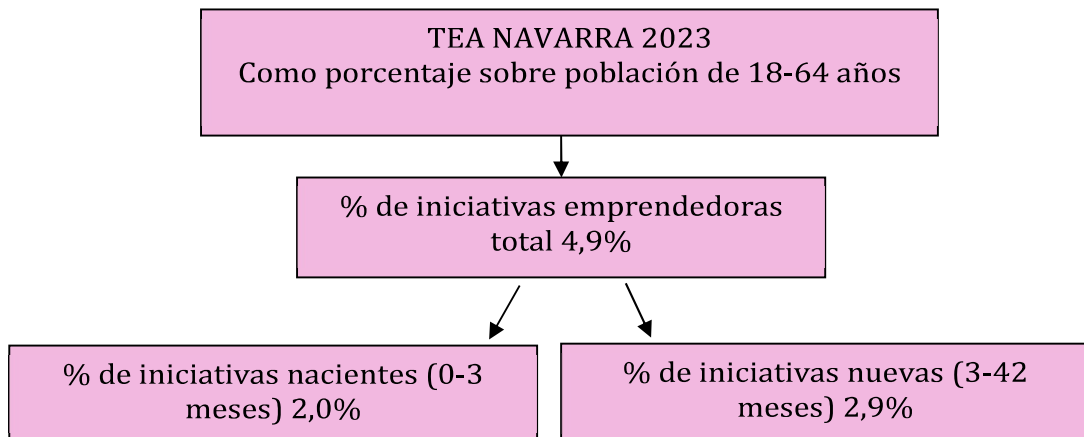 TEA NAVARRA 2023
Como porcentaje sobre población de 18-64 años
% de iniciativas emprendedoras
total 4,9%
% de iniciativas nacientes (0-3
meses) 2,0%
% de iniciativas nuevas (3-42
meses) 2,9%